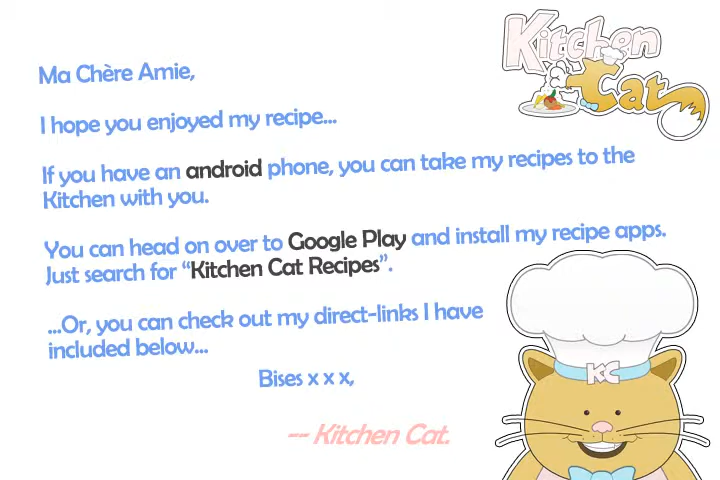 Kitchen
Cat
Ma Chère Amie,
I hope you enjoyed my recipe...
If you have an android phone, you can take my recipes to the
Kitchen with you.
You can head on over to Google Play and install my recipe apps.
Just search for “Kitchen Cat Recipes”.
...Or, you can check out my direct-links I have
included below...
Bises x x x,
-- Kitchen Cat.
KC